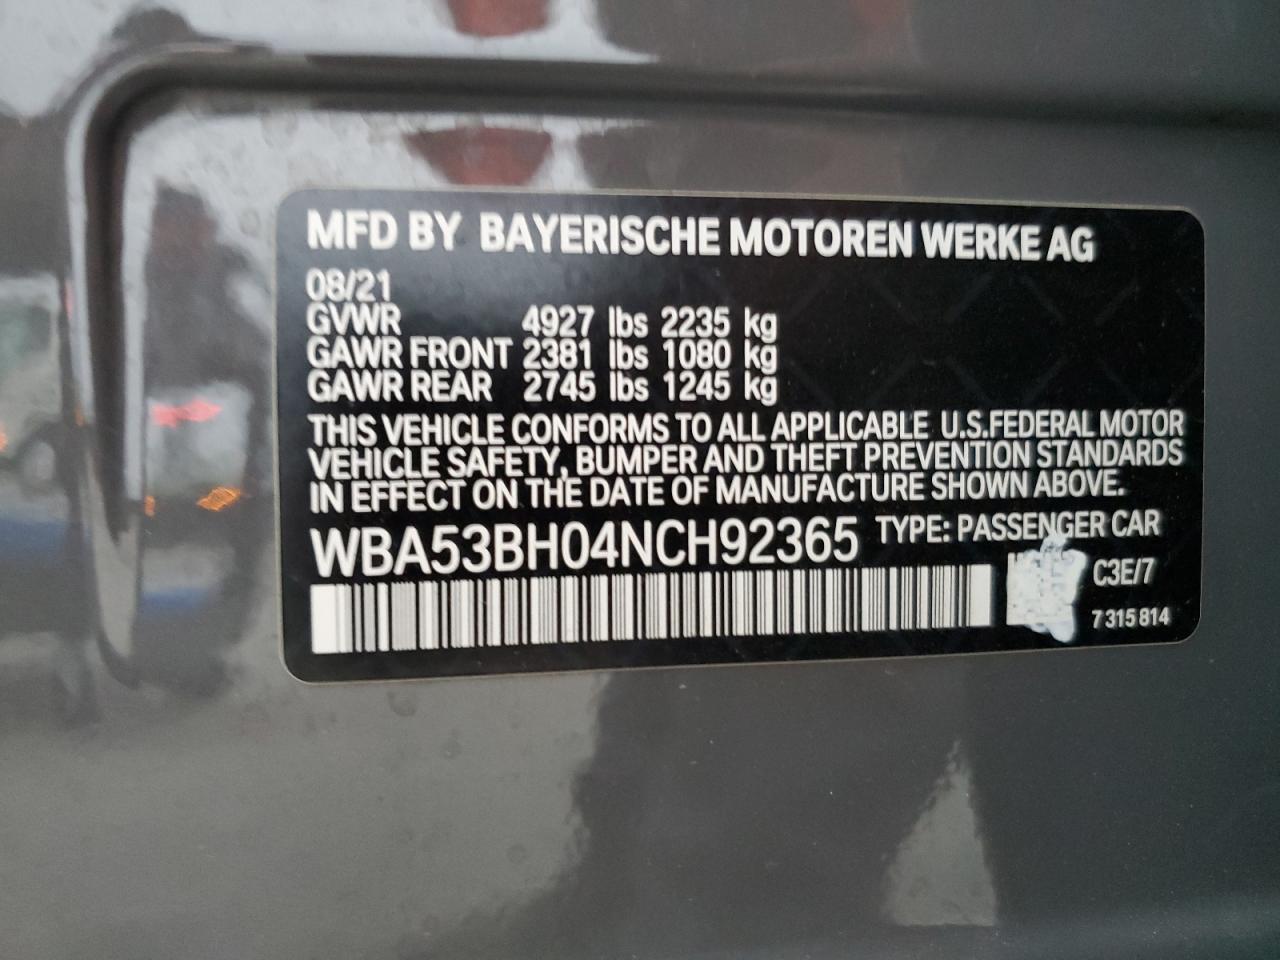 MFD BY BAYERISCHE MOTOREN WERKE AG
08/21
GVWR 4927 lbs 2235 kg
GAWR FRONT 2381 lbs 1080 kg
GAWR REAR 2745 lbs 1245 kg
THIS VEHICLE CONFORMS TO ALL APPLICABLE U.S.FEDERAL MOTOR
VEHICLE SAFETY, BUMPER AND THEFT PREVENTION STANDARDS
IN EFFECT ON THE DATE OF MANUFACTURE SHOWN ABOVE.
WBA53BH04NCH92365 TYPE: PASSENGER CAR
C3E/7
7 315 814